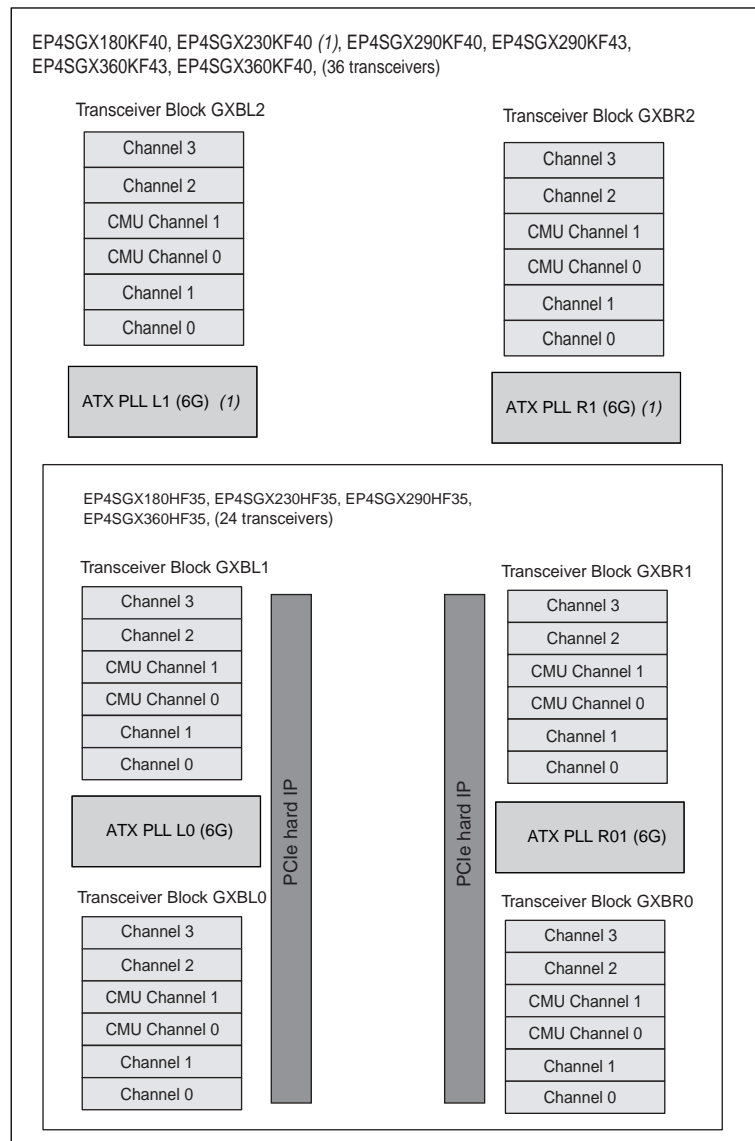 EP4SGX180KF40, EP4SGX230KF40 (1), EP4SGX290KF40, EP4SGX290KF43,
EP4SGX360KF43, EP4SGX360KF40, (36 transceivers)
Transceiver Block GXBL2
Channel 3
Channel 2
CMU Channel 1
CMU Channel 0
Channel 1
Channel 0
ATX PLL L1 (6G) (1)
Transceiver Block GXBR2
Channel 3
Channel 2
CMU Channel 1
CMU Channel 0
Channel 1
Channel 0
ATX PLL R1 (6G) (1)
EP4SGX180HF35, EP4SGX230HF35, EP4SGX290HF35,
EP4SGX360HF35, (24 transceivers)
Transceiver Block GXBL1
Channel 3
Channel 2
CMU Channel 1
CMU Channel 0
Channel 1
Channel 0
ATX PLL L0 (6G)
Transceiver Block GXBL0
Channel 3
Channel 2
CMU Channel 1
CMU Channel 0
Channel 1
Channel 0
PCIe hard IP
PCIe hard IP
Transceiver Block GXBR1
Channel 3
Channel 2
CMU Channel 1
CMU Channel 0
Channel 1
Channel 0
ATX PLL R01 (6G)
Transceiver Block GXBR0
Channel 3
Channel 2
CMU Channel 1
CMU Channel 0
Channel 1
Channel 0